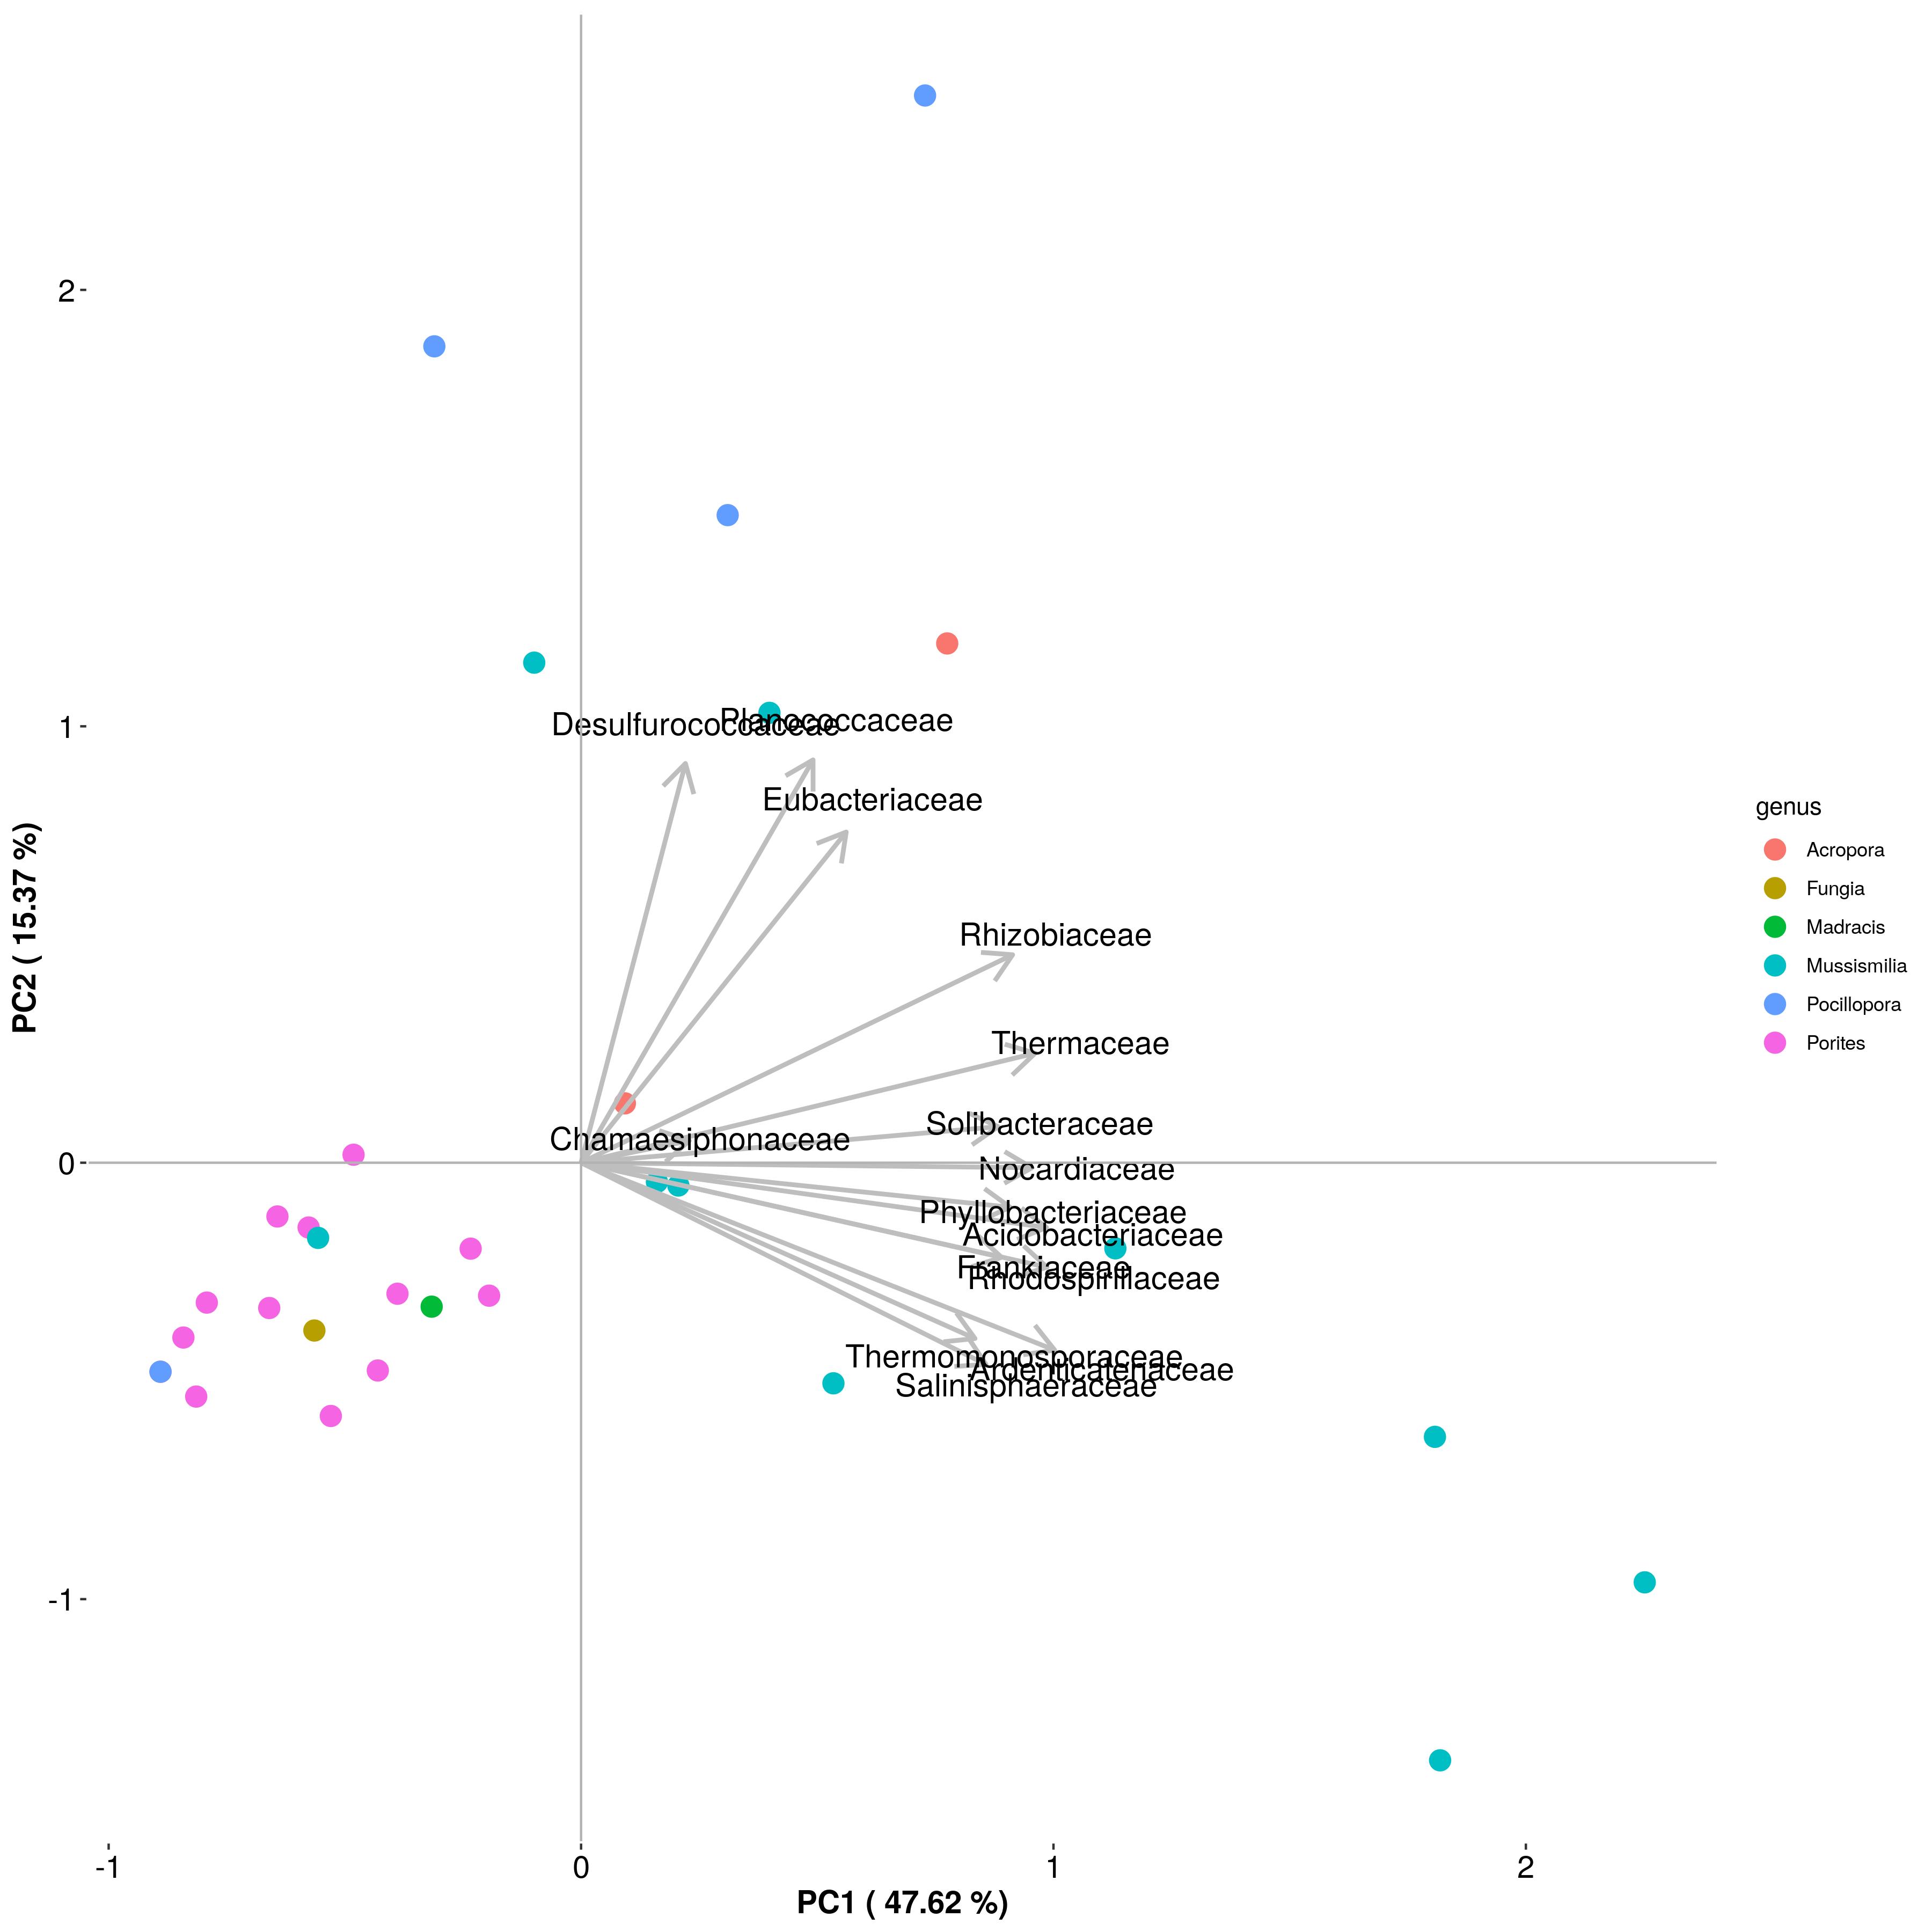 2
1
0
-1
PC2 ( 15.37 %)
Desulfurococcaceae
Planococcaceae
Eubacteriaceae
Rhizobiaceae
Thermaceae
Solibacteraceae
Chamaesiphonaceae
Nocardiaceae
Phyllobacteriaceae
Acidobacteriaceae
Frankiaceae
Rhodospirillaceae
Thermomonosporaceae
Ardenticatenaceae
Salinisphaeraceae
genus
Acropora
Fungia
Madracis
Mussismilia
Pocillopora
Porites
-1
0
1
2
PC1 ( 47.62 %)